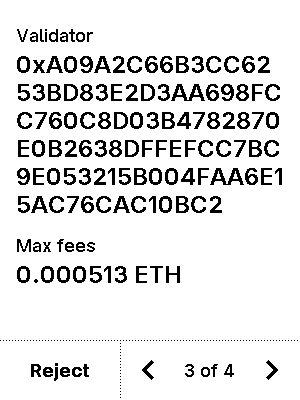 Validator
0xA09A2C66B3CC62
53BD83E2D3AA698FC
C760C8D03B4782870
E0B2638DFFEFCC7BC
9E053215B004FAA6E1
5AC76CAC10BC2
Max fees
0.000513 ETH
Reject
3 of 4